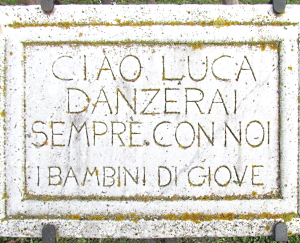 CIAO LUCA
DANZERAI
SEMPRE CON NOI
I BAMBINI DI GIOVE